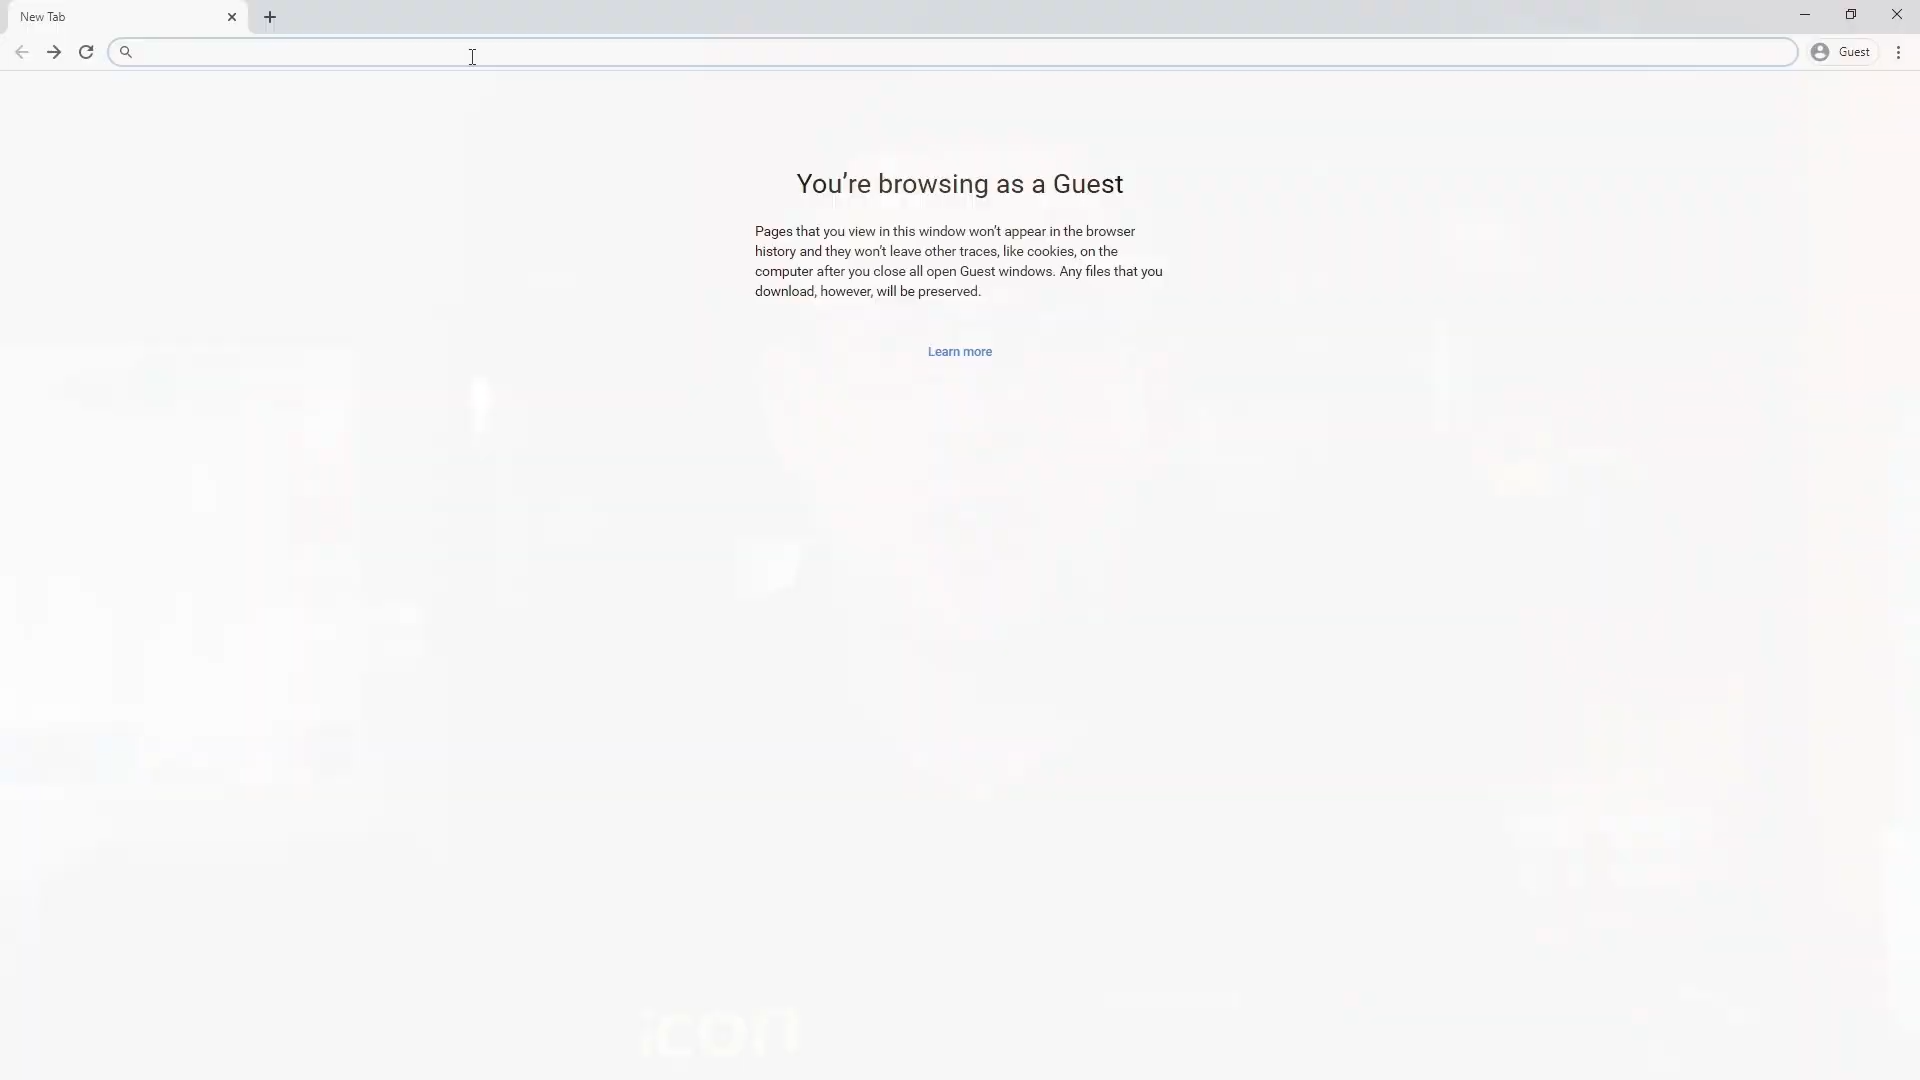 New Tab
Guest
You’re browsing as a Guest
Pages that you view in this window won’t appear in the browser
history and they won’t leave other traces, like cookies, on the
computer after you close all open Guest windows. Any files that you
download, however, will be preserved.
Learn more
icon